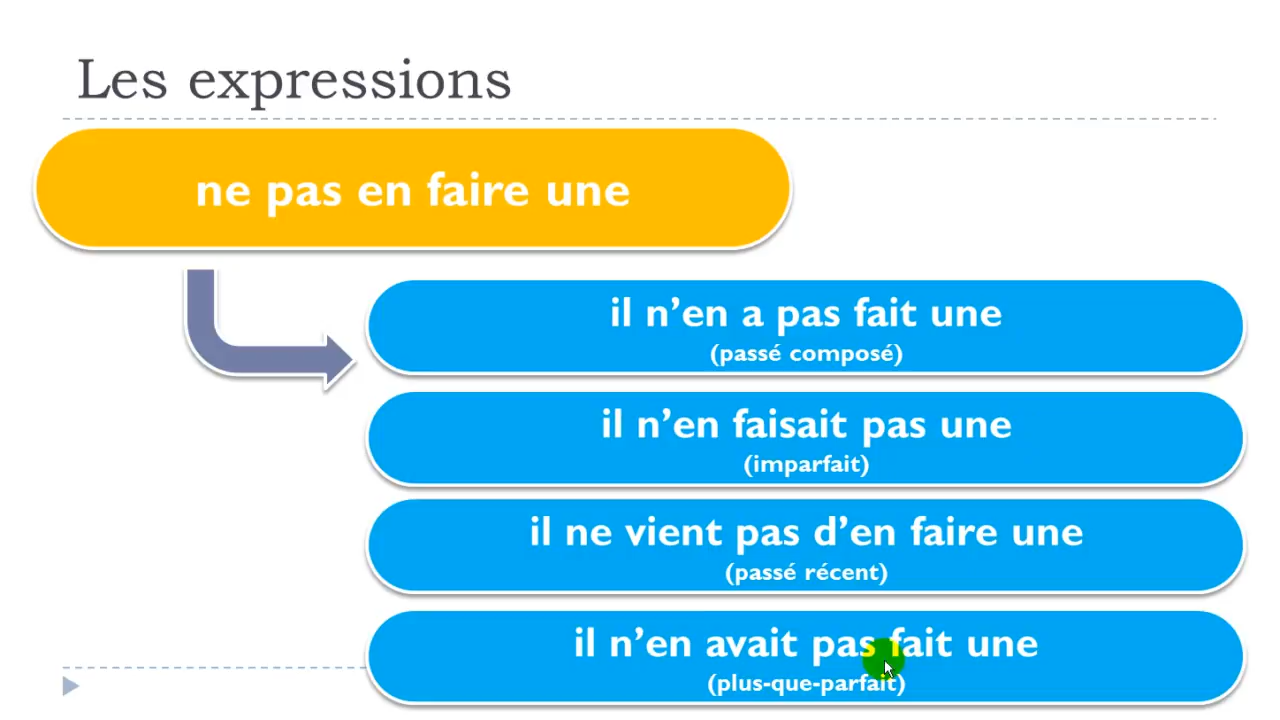 Les expressions
ne pas en faire une
il n’en a pas fait une
(passé composé)
il n’en faisait pas une
(imparfait)
il ne vient pas d’en faire une
(passé récent)
il n’en avait pas fait une
(plus-que-parfait)